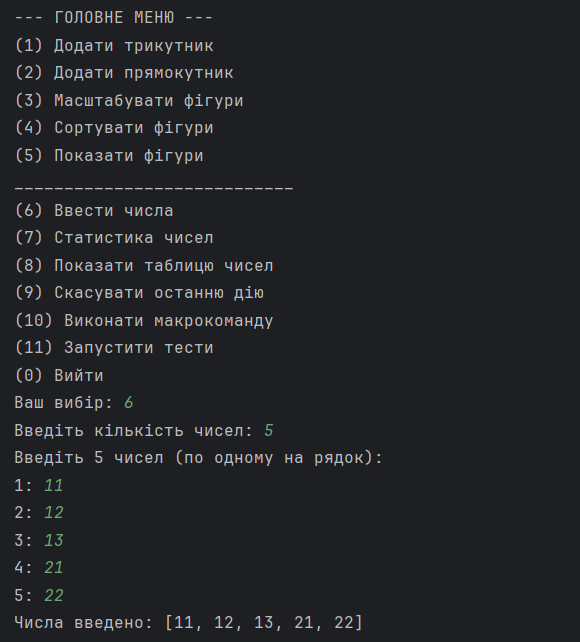 --- ГОЛОВНЕ МЕНЮ ---
(1) Додати трикутник
(2) Додати прямокутник
(3) Масштабувати фігури
(4) Сортувати фігури
(5) Показати фігури
____________________________
(6) Ввести числа
(7) Статистика чисел
(8) Показати таблицю чисел
(9) Скасувати останню дію
(10) Виконати макрокоманду
(11) Запустити тести
(0) Вийти
Ваш вибір: 6
Введіть кількість чисел: 5
Введіть 5 чисел (по одному на рядок):
1: 11
2: 12
3: 13
4: 21
5: 22
Числа введено: [11, 12, 13, 21, 22]